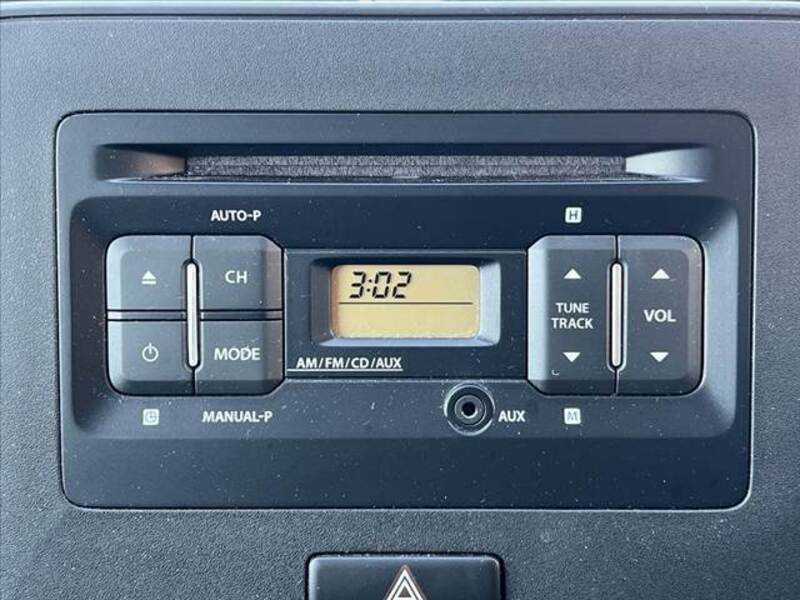 AUTO-P
H
CH
3:02
TUNE
TRACK
VOL
MODE
AM/FM/CD/AUX
MANUAL-P
AUX
M